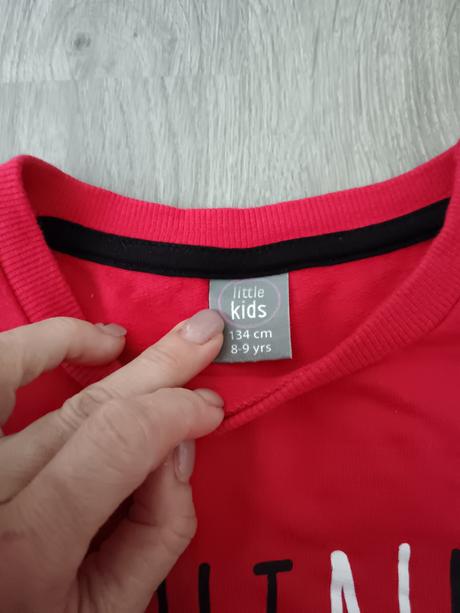 little
kids
134 cm
8-9 yrs